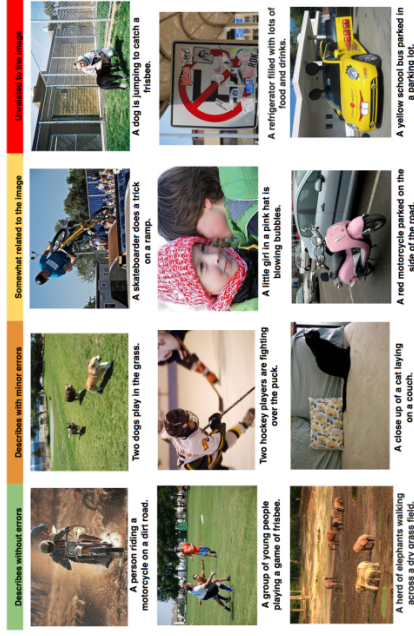 Describes without errors
Describes with minor errors
Somewhat related to the image
Unrelated to the image
A person riding a
motorcycle on a dirt road.
Two dogs play in the grass.
A skateboarder does a trick
on a ramp.
A dog is jumping to catch a
frisbee.
A group of young people
playing a game of frisbee.
Two hockey players are fighting
over the puck.
A little girl in a pink hat is
blowing bubbles.
A refrigerator filled with lots of
food and drinks.
A herd of elephants walking
across a dry grass field.
A close up of a cat laying
on a couch.
A red motorcycle parked on the
side of the road.
A yellow school bus parked in
a parking lot.